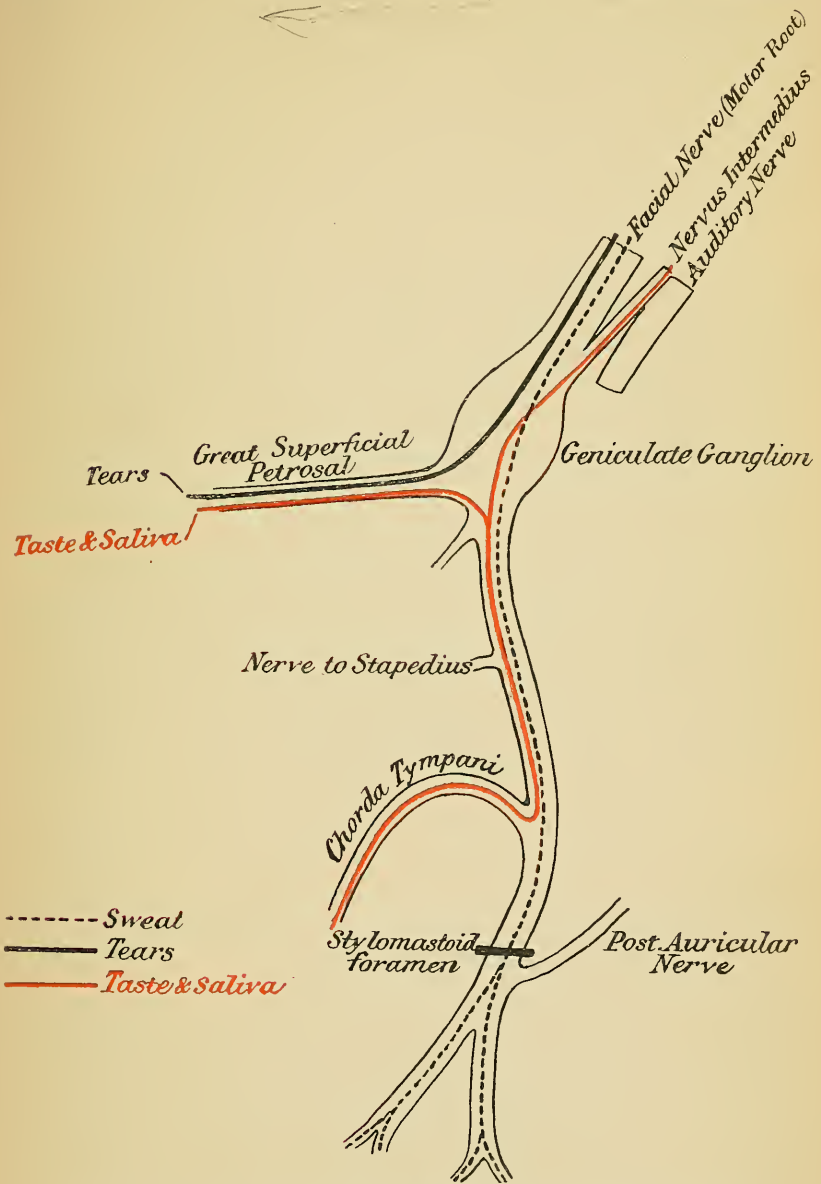 Facial Nerve (Motor Root)
Nervus Intermedius
Auditory Nerve
Great Superficial
Petrosal
Tears
Geniculate Ganglion
Taste & Saliva
Nerve to Stapedius
Chorda Tympani
Sweat
Tears
Taste & Saliva
Stylomastoid
foramen
Post. Auricular
Nerve